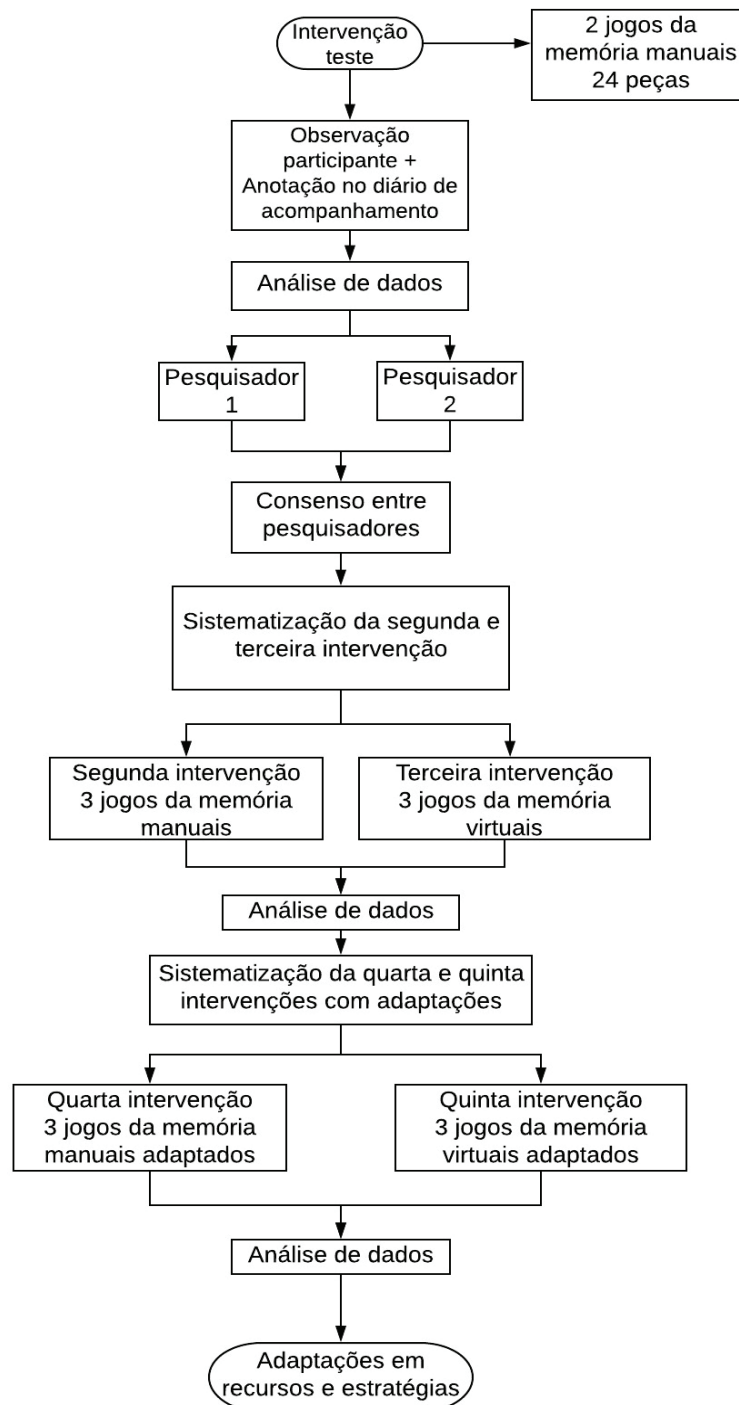 Intervenção
teste
2 jogos da
memória manuais
24 peças
Observação
participante +
Anotação no diário de
acompanhamento
Análise de dados
Pesquisador
1
Pesquisador
2
Consenso entre
pesquisadores
Sistematização da segunda e
terceira intervenção
Segunda intervenção
3 jogos da memória
manuais
Terceira intervenção
3 jogos da memória
virtuais
Análise de dados
Sistematização da quarta e quinta
intervenções com adaptações
Quarta intervenção
3 jogos da memória
manuais adaptados
Quinta intervenção
3 jogos da memória
virtuais adaptados
Análise de dados
Adaptações em
recursos e estratégias